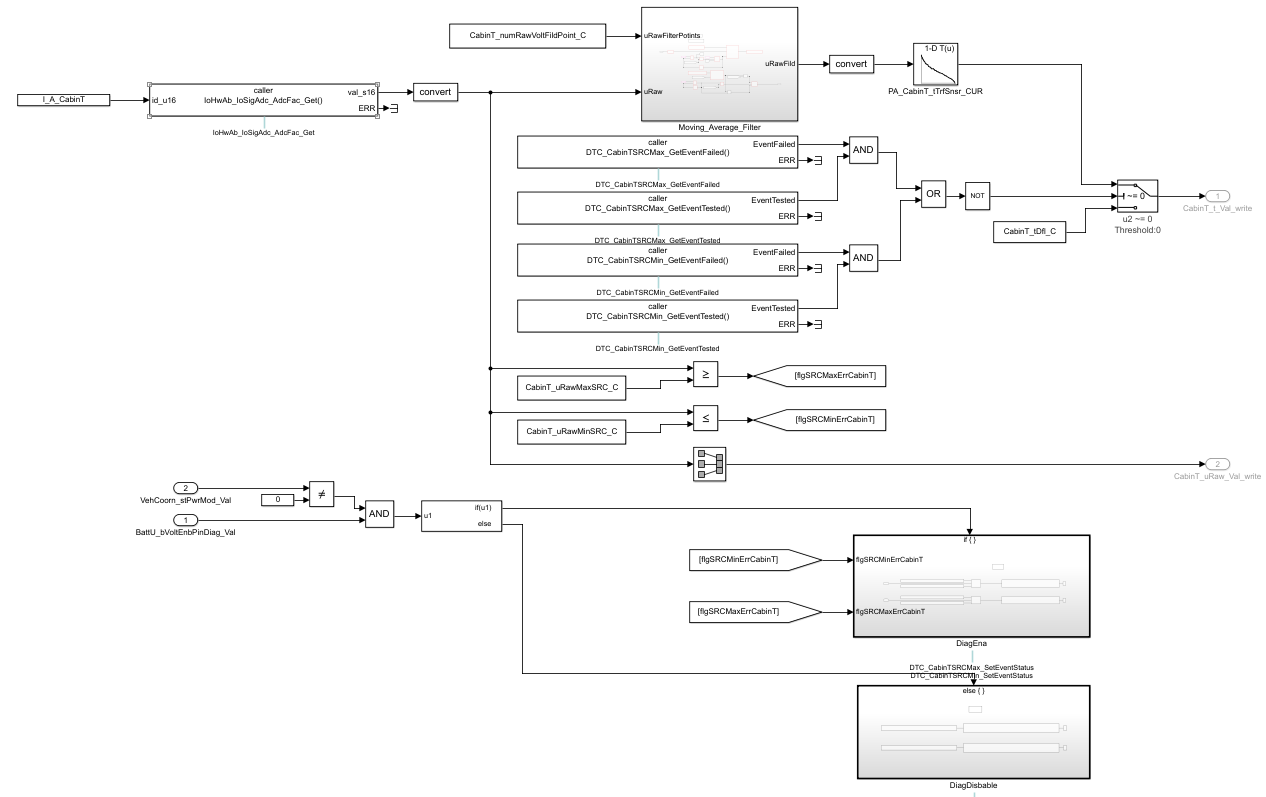 CabinT_numRawVoltFildPoint_C
uRawFilterPotints
uRawFild
uRaw
Moving_Average_Filter
convert
1-D T(u)
PA_CabinT_tTrfSnsr_CUR
I_A_CabinT
id_u16
caller
IoHwAb_IoSigAdc_AdcFac_Get()
val_s16
ERR
IoHwAb_IoSigAdc_AdcFac_Get
convert
caller
DTC_CabinTSRCMax_GetEventFailed()
EventFailed
ERR
DTC_CabinTSRCMax_GetEventFailed
AND
caller
DTC_CabinTSRCMax_GetEventTested()
EventTested
ERR
DTC_CabinTSRCMax_GetEventTested
OR
NOT
~= 0
u2 ~= 0
Threshold:0
1
CabinT_t_Val_write
CabinT_tDfl_C
caller
DTC_CabinTSRCMin_GetEventFailed()
EventFailed
ERR
DTC_CabinTSRCMin_GetEventFailed
AND
caller
DTC_CabinTSRCMin_GetEventTested()
EventTested
ERR
DTC_CabinTSRCMin_GetEventTested
CabinT_uRawMaxSRC_C
≥
[flgSRCMaxErrCabinT]
CabinT_uRawMinSRC_C
≤
[flgSRCMinErrCabinT]
2
CabinT_uRaw_Val_write
2
VehCoorn_stPwrMod_Val
0
≠
1
BattU_bVoltEnbPinDiag_Val
AND
u1
if(u1)
else
[flgSRCMinErrCabinT]
[flgSRCMaxErrCabinT]
if { }
flgSRCMinErrCabinT
flgSRCMaxErrCabinT
DiagEna
DTC_CabinTSRCMax_SetEventStatus
DTC_CabinTSRCMin_SetEventStatus
else { }
DiagDisbable